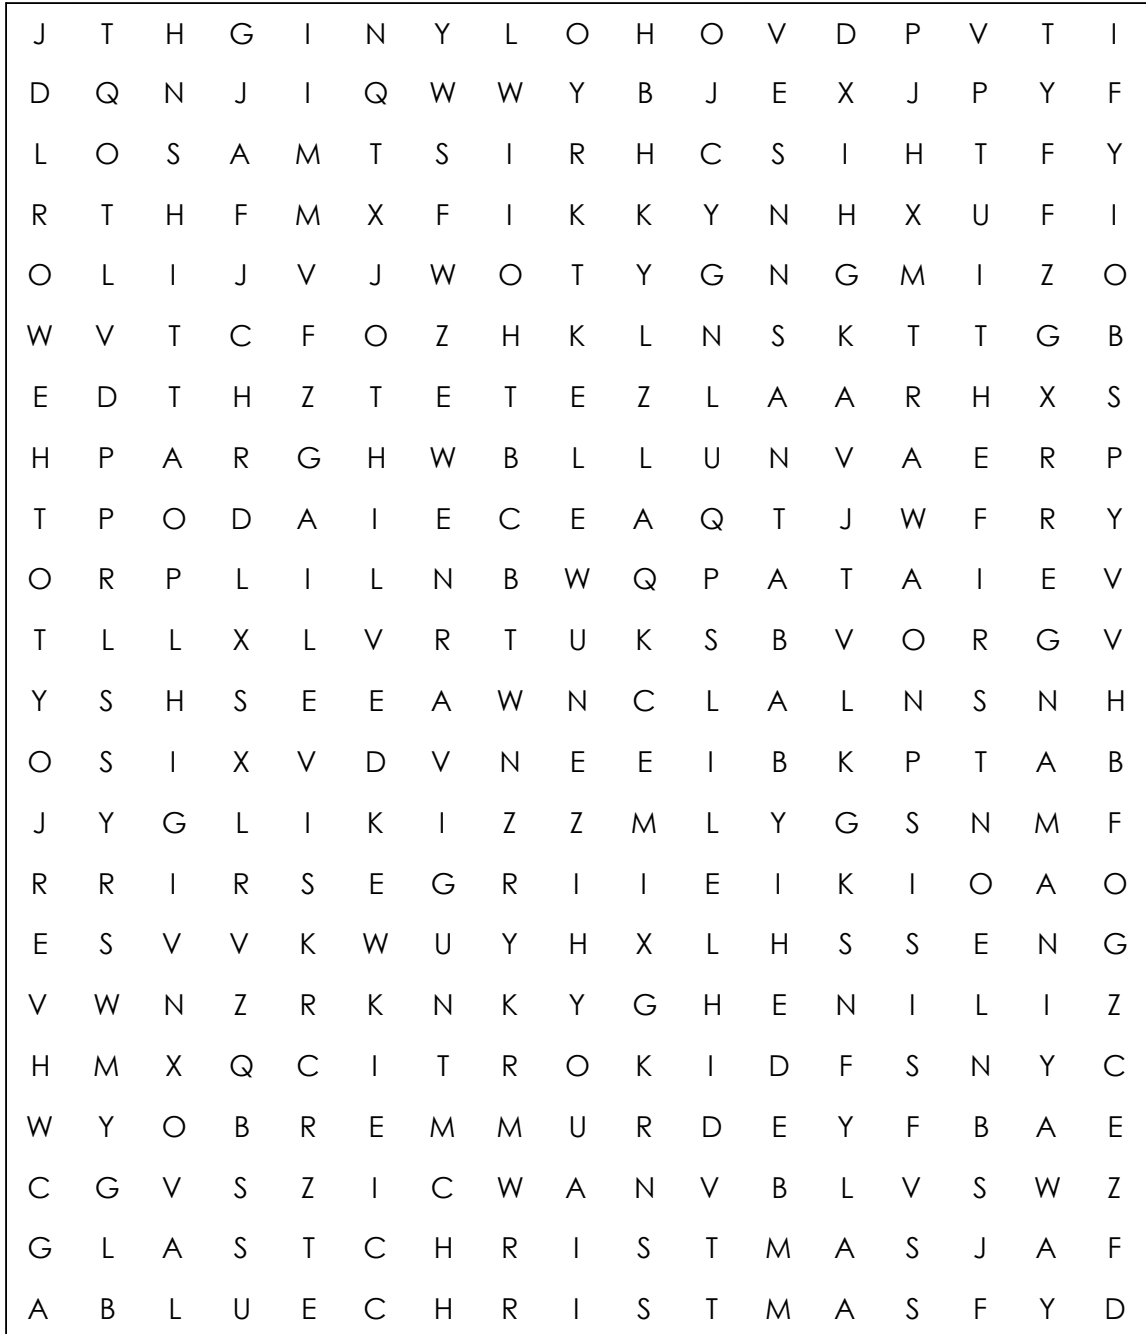 J T H G I N Y L O H O V D P V T I
D Q N J I Q W W Y B J E X J P Y F
L O S A M T S I R H C S I H T F Y
R T H F M X F I K K Y N H X U F I
O L I J V J W O T Y G N G M I Z O
W V T C F O Z H K L N S K T T G B
E D T H Z T E T E Z L A A R H X S
H P A R G H W B L L U N V A E R P
T P O D A I E C E A Q T J W F R Y
O R P L I L N B W Q P A T A I E V
T L L X L V R T U K S B V O R G V
Y S H S E E A W N C L A L N S N H
O S I X V D V N E E I B K P T A B
J Y G L I K I Z Z M L Y G S N M F
R R I R S E G R I I E I K I O A O
E S V V K W U Y H X L H S S E N G
V W N Z R K N K Y G H E N I L I Z
H M X Q C I T R O K I D F S N Y C
W Y O B R E M M U R D E Y F B A E
C G V S Z I C W A N V B L V S W Z
G L A S T C H R I S T M A S J A F
A B L U E C H R I S T M A S F Y D